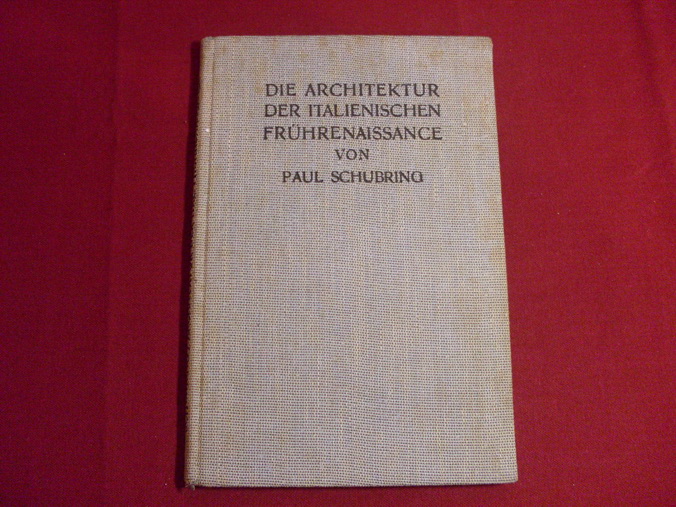 DIE ARCHITEKTUR
DER ITALIENISCHEN
FRÜHRENAISSANCE
VON
PAUL SCHUBRING